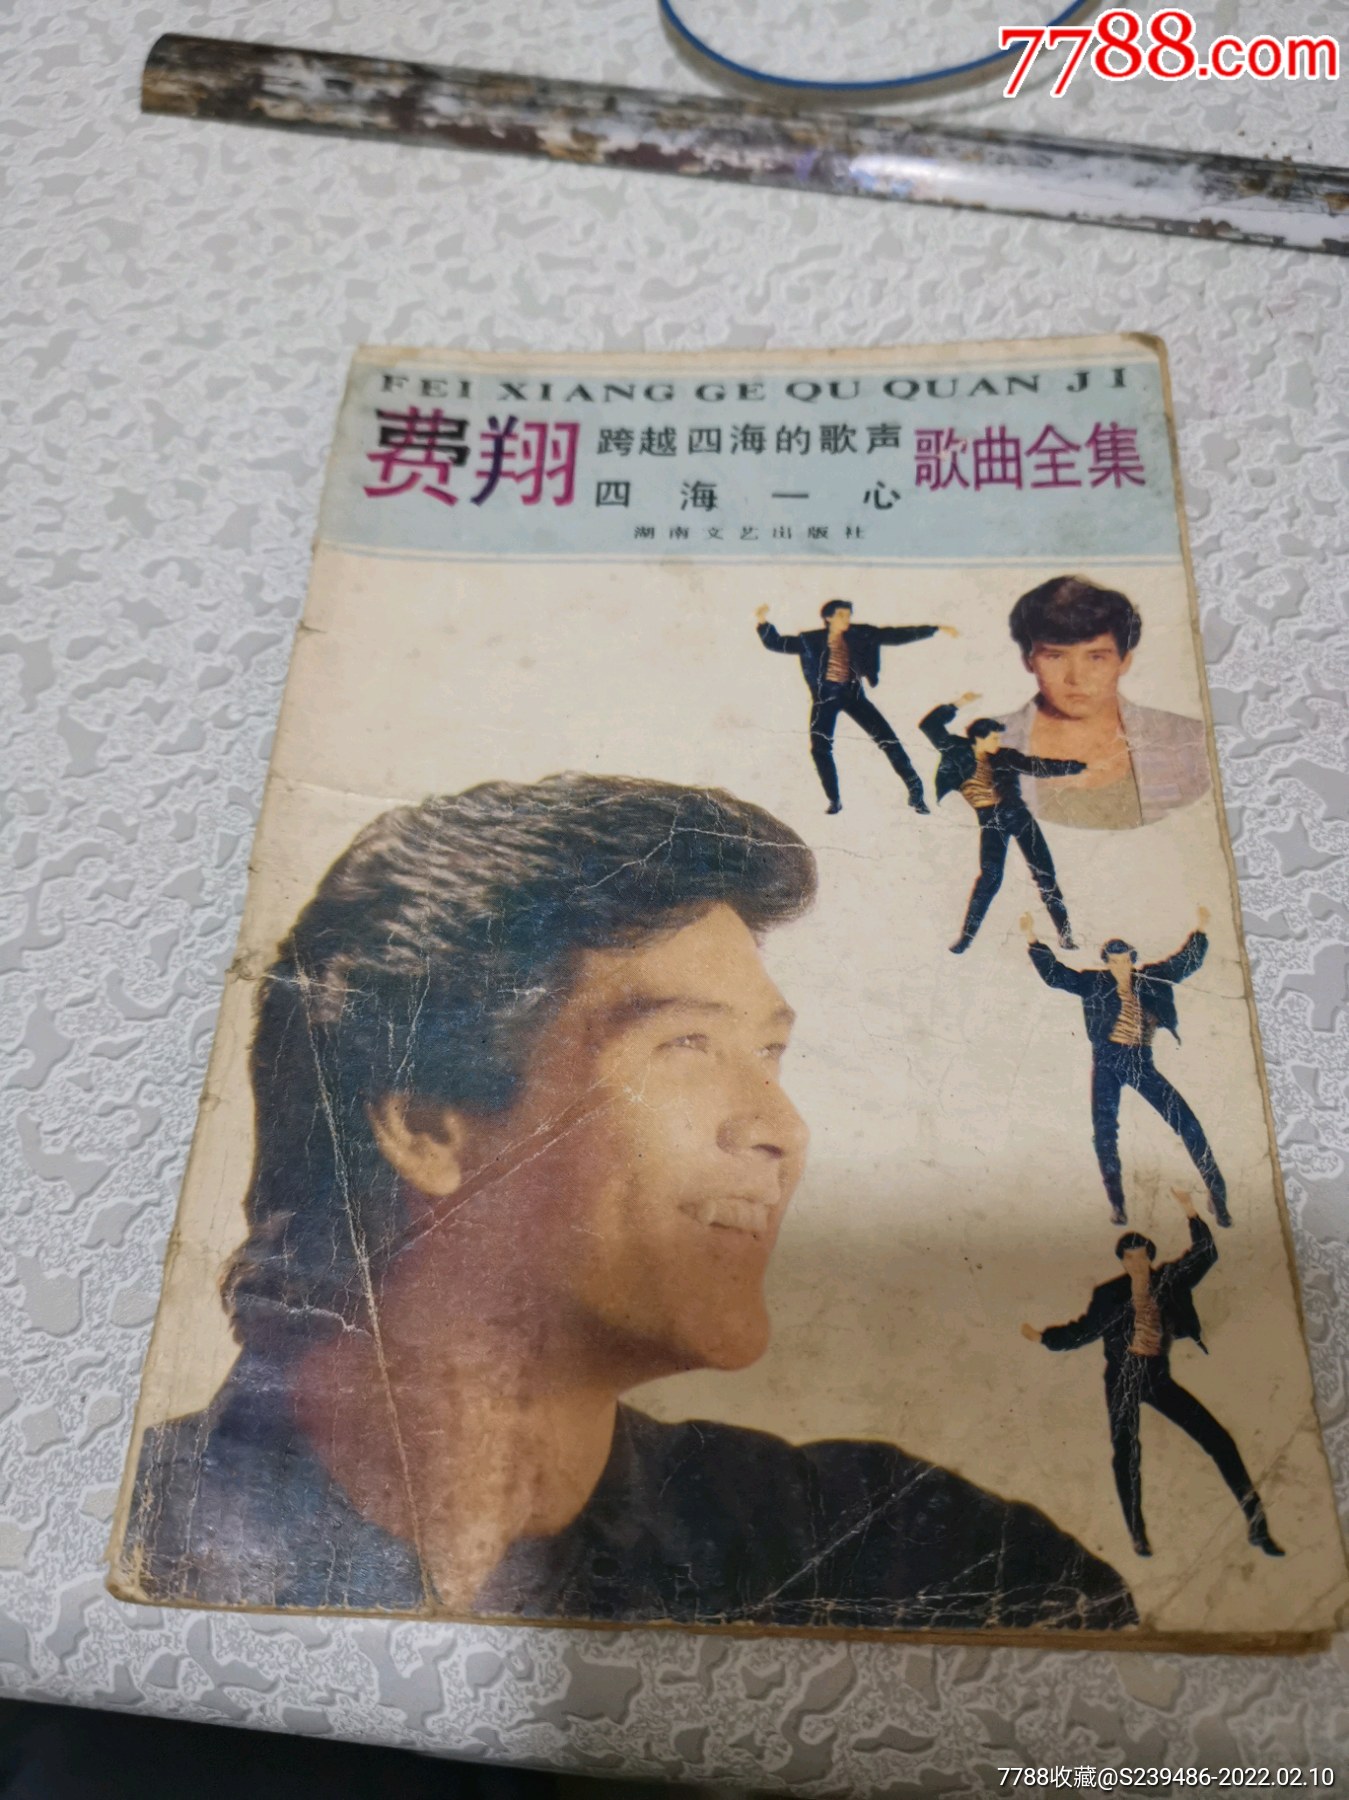 7788.com
FEI XIANG GE QU QUAN JI
费翔 跨越四海的歌声 歌曲全集
四海一心
湖南文艺出版社
7788收藏@S239486-2022.02.10